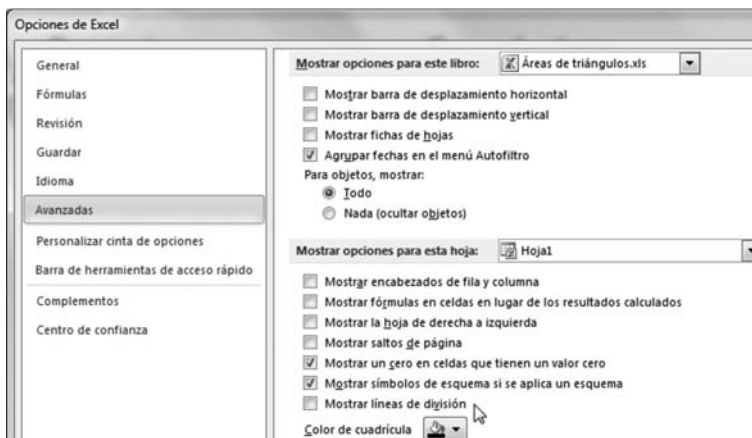 Opciones de Excel
General
Fórmulas
Revisión
Guardar
Idioma
Avanzadas
Personalizar cinta de opciones
Barra de herramientas de acceso rápido
Complementos
Centro de confianza
Mostrar opciones para este libro: Áreas de triángulos.xls
Mostrar barra de desplazamiento horizontal
Mostrar barra de desplazamiento vertical
Mostrar fichas de hojas
Agrupar fechas en el menú Autofiltro
Para objetos, mostrar:
Todo
Nada (ocultar objetos)
Mostrar opciones para esta hoja: Hoja1
Mostrar encabezados de fila y columna
Mostrar fórmulas en celdas en lugar de los resultados calculados
Mostrar la hoja de derecha a izquierda
Mostrar saltos de página
Mostrar un cero en celdas que tienen un valor cero
Mostrar símbolos de esquema si se aplica un esquema
Mostrar líneas de división
Color de cuadrícula